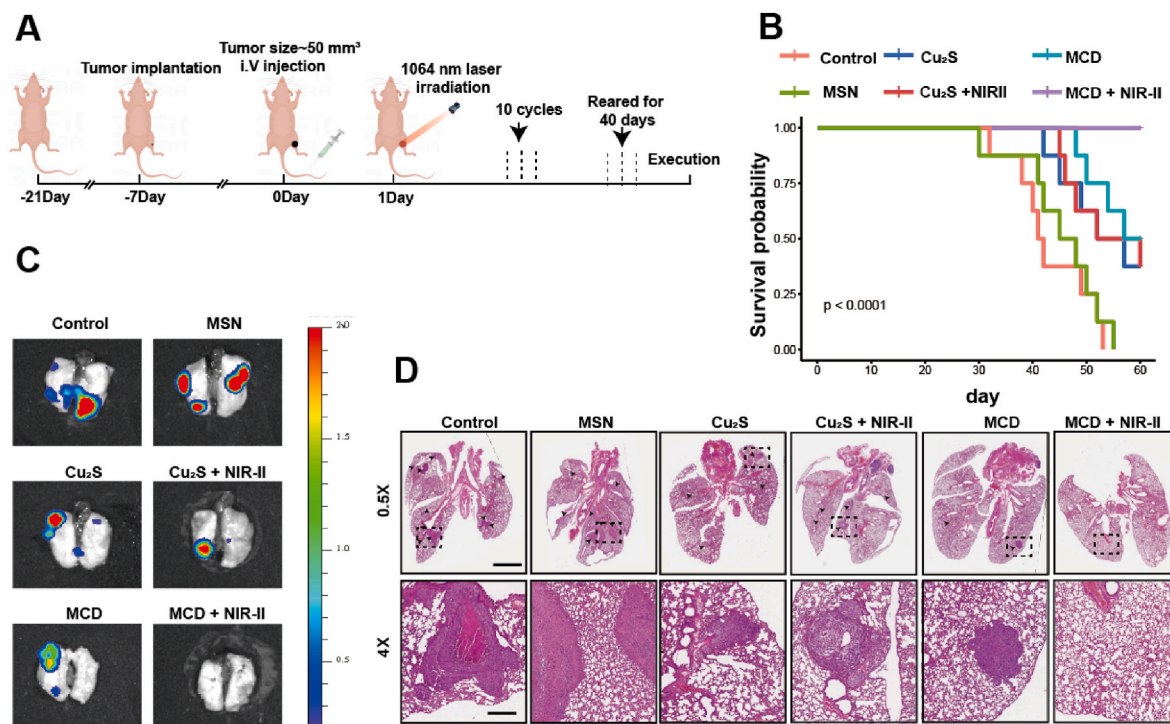 A
Tumor implantation
Tumor size~50 mm³
i.V injection
1064 nm laser
irradiation
10 cycles
Reared for
40 days
Execution
-21Day
-7Day
0Day
1Day
B
Control
Cu₂S
MCD
MSN
Cu₂S +NIRII
MCD + NIR-II
Survival probability
1.00
0.75
0.50
0.25
0.00
p < 0.0001
0
10
20
30
40
50
60
day
C
Control
MSN
Cu₂S
Cu₂S + NIR-II
MCD
MCD + NIR-II
1.5
1.0
0.5
D
Control
MSN
Cu₂S
Cu₂S + NIR-II
MCD
MCD + NIR-II
0.5X
4X